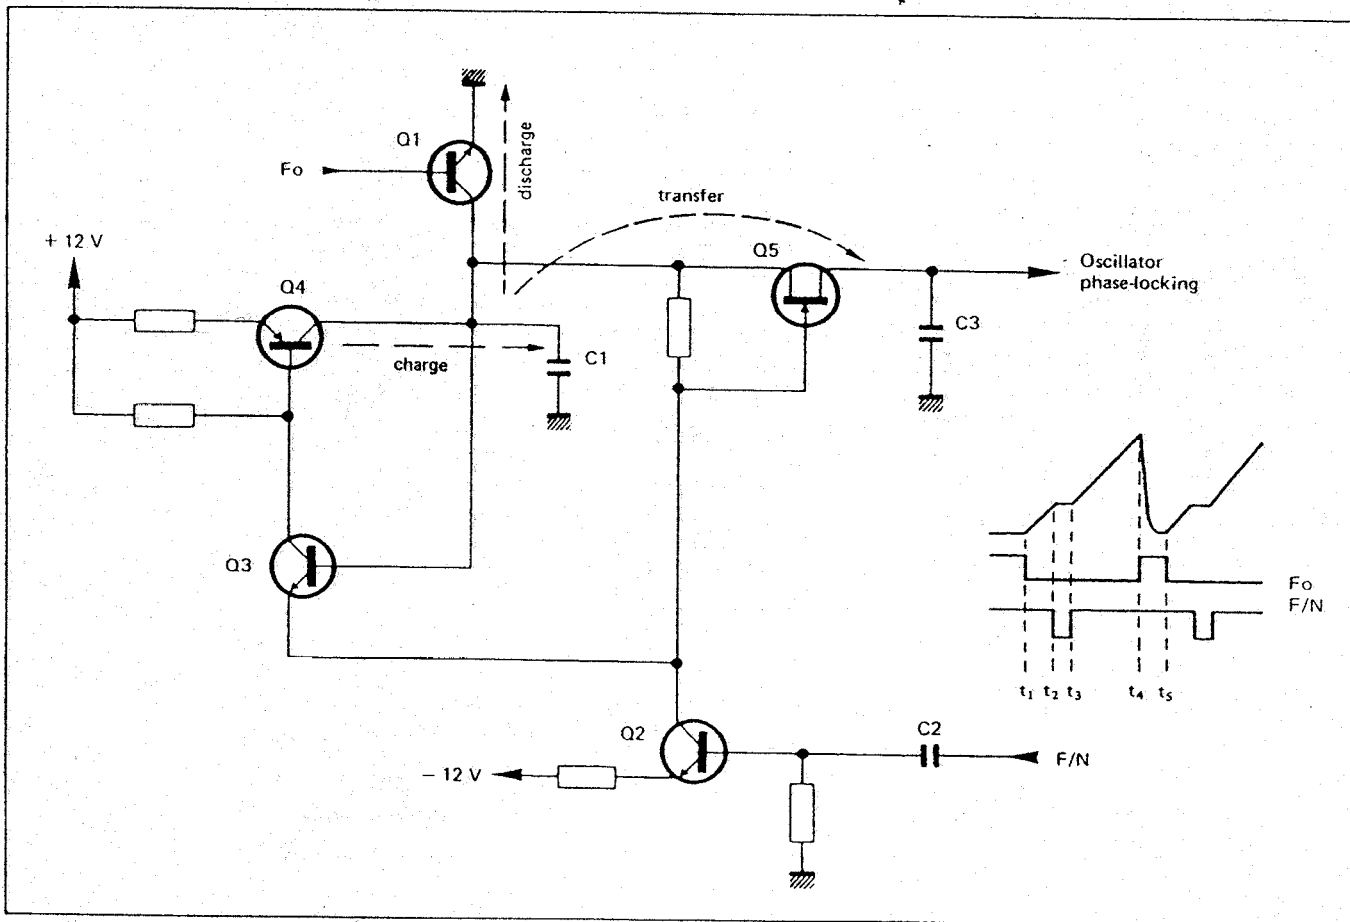 Q1
Fo
discharge
transfer
+ 12 V
Q5
Oscillator
phase-locking
Q4
C3
C1
charge
Q3
Fo
F/N
t₁ t₂ t₃ t₄ t₅
Q2
C2
− 12 V
F/N